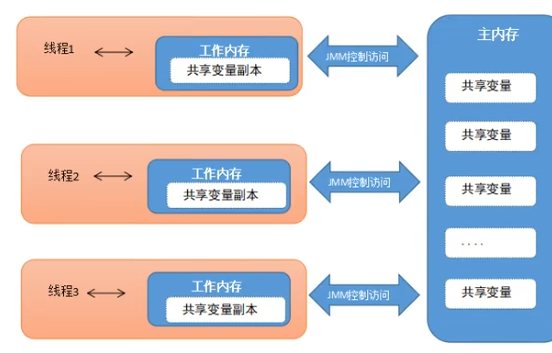 线程1
工作内存
共享变量副本
JMM控制访问
主内存
共享变量
共享变量
线程2
工作内存
共享变量副本
JMM控制访问
共享变量
....
线程3
工作内存
共享变量副本
JMM控制访问
共享变量